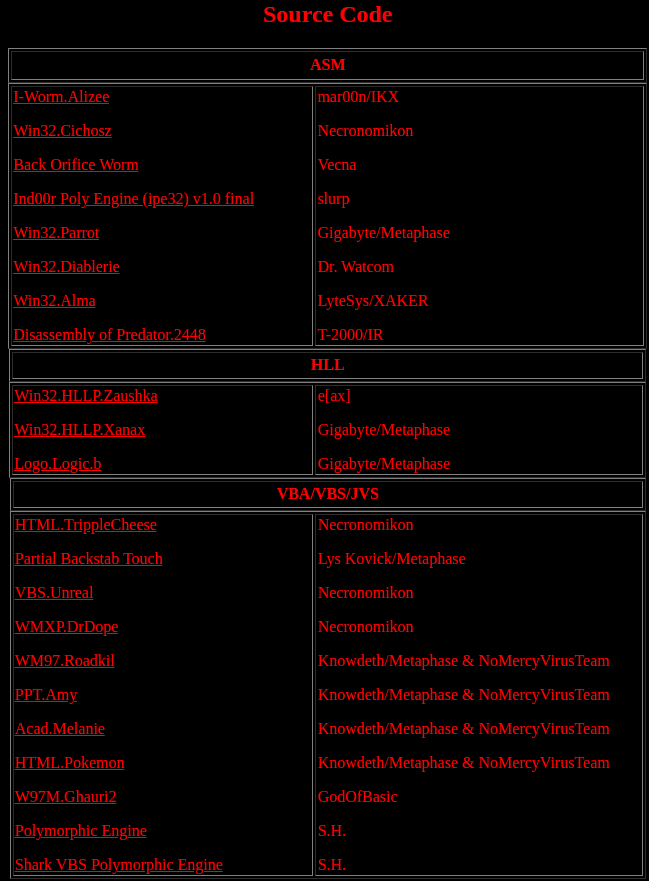 Source Code
ASM
I-Worm.Alizee mar00n/IKX
Win32.Cichosz Necronomikon
Back Orifice Worm Vecna
Ind00r Poly Engine (ipe32) v1.0 final slurp
Win32.Parrot Gigabyte/Metaphase
Win32.Diablerie Dr. Watcom
Win32.Alma LyteSys/XAKER
Disassembly of Predator.2448 T-2000/IR
HLL
Win32.HLLP.Zaushka e[ax]
Win32.HLLP.Xanax Gigabyte/Metaphase
Logo.Logic.b Gigabyte/Metaphase
VBA/VBS/JVS
HTML.TrippleCheese Necronomikon
Partial Backstab Touch Lys Kovick/Metaphase
VBS.Unreal Necronomikon
WMXP.DrDope Necronomikon
WM97.Roadkil Knowdeth/Metaphase & NoMercyVirusTeam
PPT.Amy Knowdeth/Metaphase & NoMercyVirusTeam
Acad.Melanie Knowdeth/Metaphase & NoMercyVirusTeam
HTML.Pokemon Knowdeth/Metaphase & NoMercyVirusTeam
W97M.Ghauri2 GodOfBasic
Polymorphic Engine S.H.
Shark VBS Polymorphic Engine S.H.